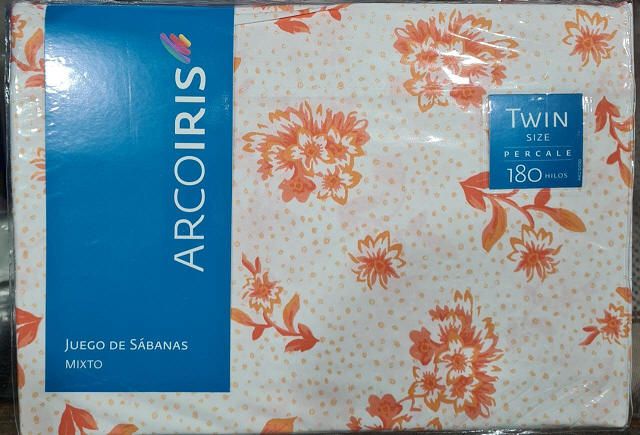 ARCOIRIS
JUEGO DE SÁBANAS
MIXTO
TWIN
SIZE
PERCALE
180 HILOS